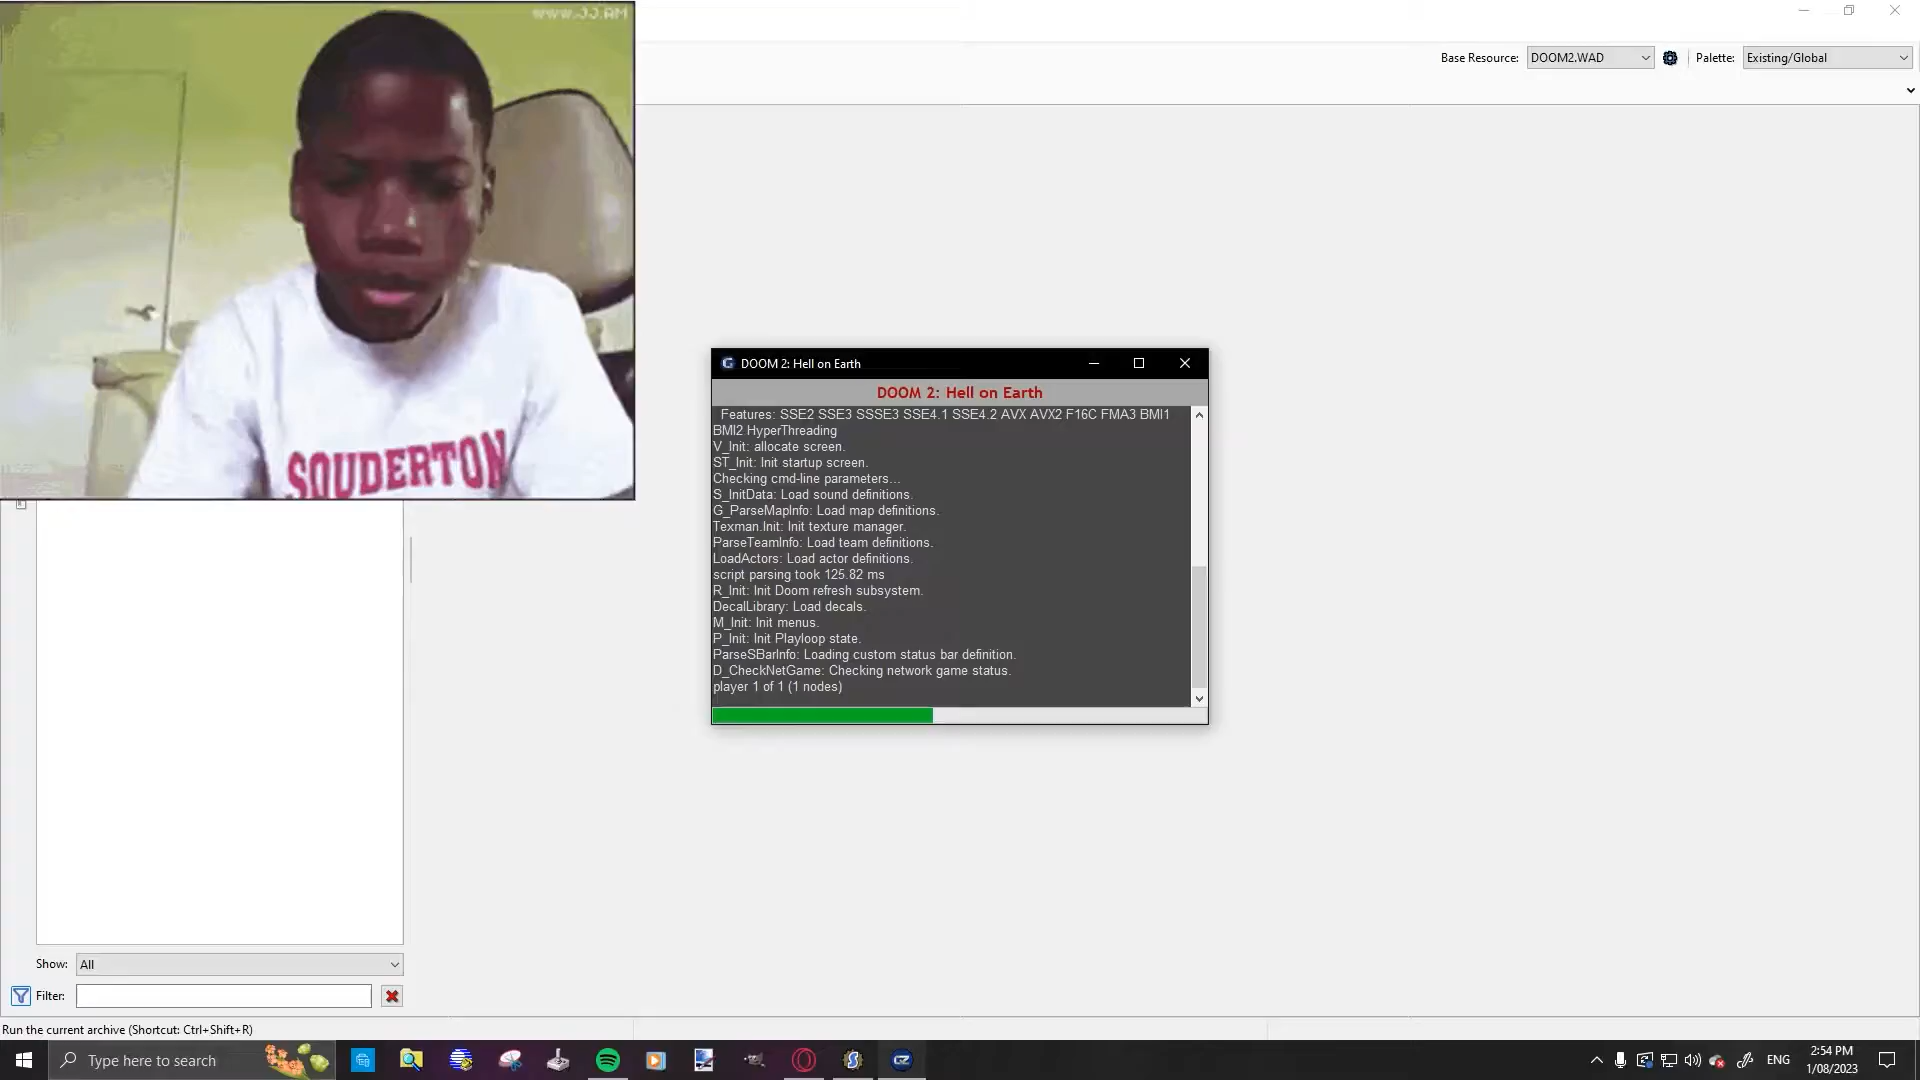 www.JJ.AM
Base Resource: DOOM2.WAD Palette: Existing/Global
SOUDERTON
DOOM 2: Hell on Earth
DOOM 2: Hell on Earth
Features: SSE2 SSE3 SSSE3 SSE4.1 SSE4.2 AVX AVX2 F16C FMA3 BMI1
BMI2 HyperThreading
V_Init: allocate screen.
ST_Init: Init startup screen.
Checking cmd-line parameters...
S_InitData: Load sound definitions.
G_ParseMapInfo: Load map definitions.
Texman.Init: Init texture manager.
ParseTeamInfo: Load team definitions.
LoadActors: Load actor definitions.
script parsing took 125.82 ms
R_Init: Init Doom refresh subsystem.
DecalLibrary: Load decals.
M_Init: Init menus.
P_Init: Init Playloop state.
ParseSBarInfo: Loading custom status bar definition.
D_CheckNetGame: Checking network game status.
player 1 of 1 (1 nodes)
Show: All
Filter:
Run the current archive (Shortcut: Ctrl+Shift+R)
Type here to search
ENG
2:54 PM
1/08/2023